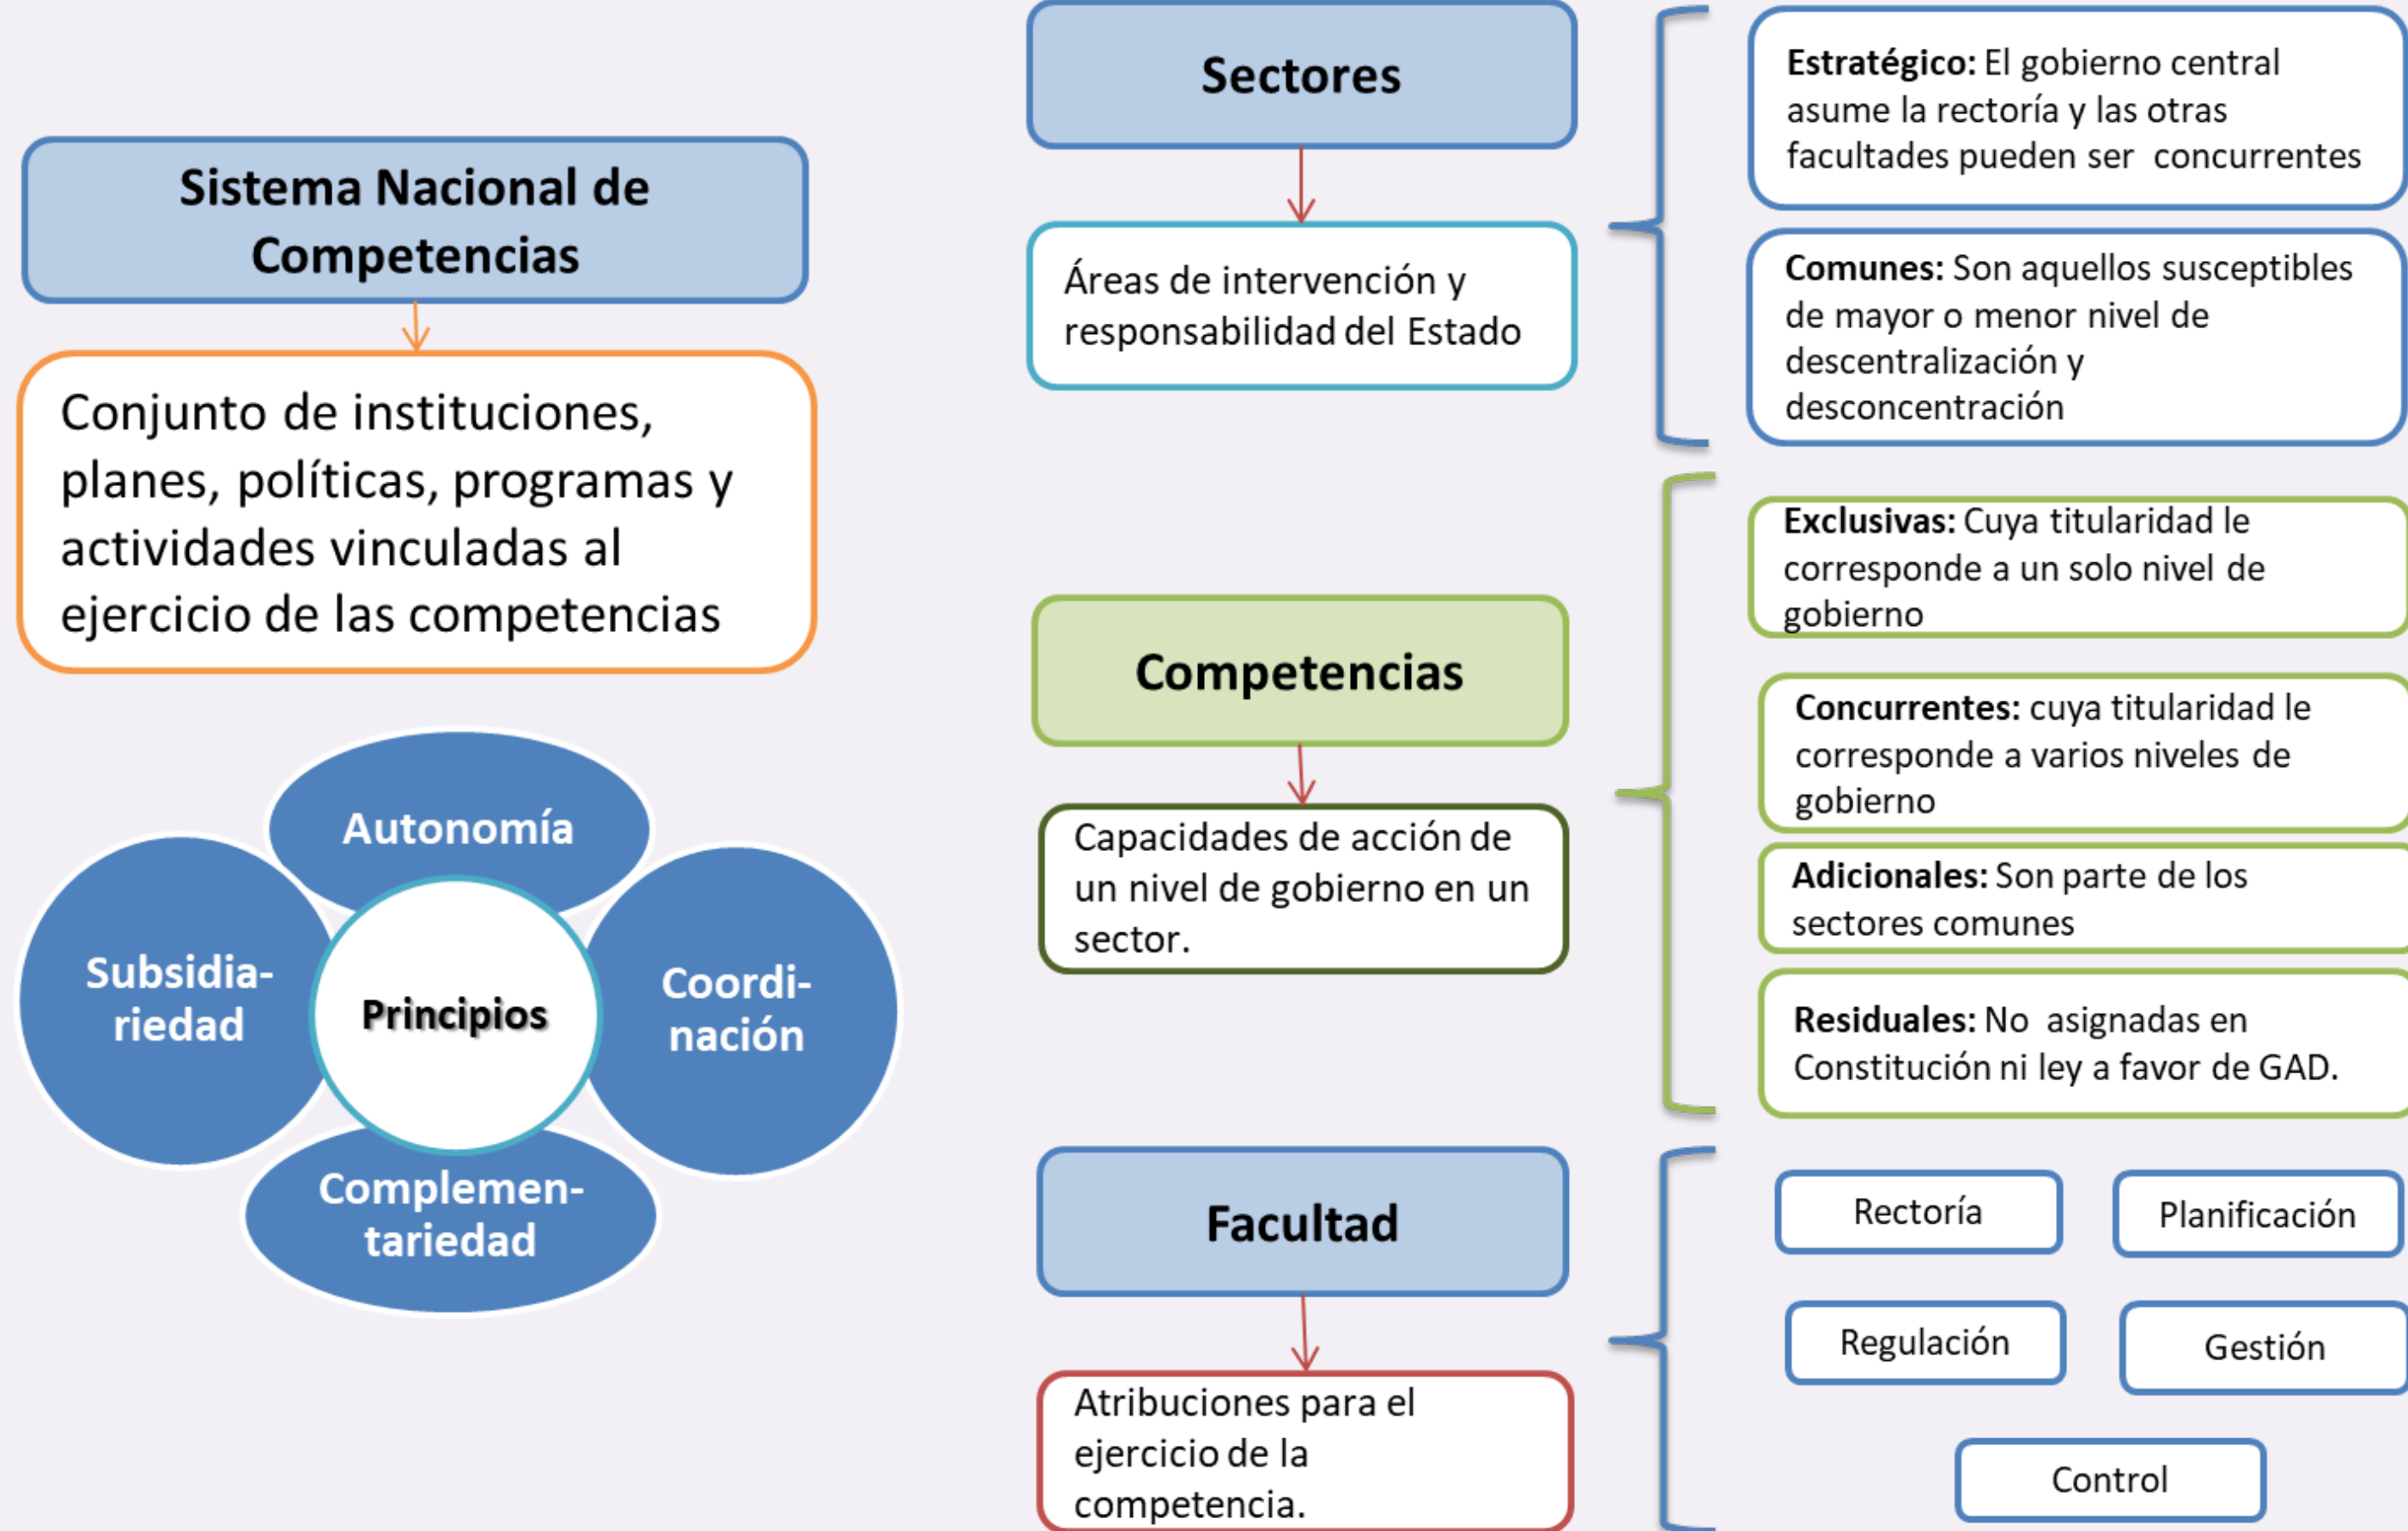 Sistema Nacional de
Competencias
Conjunto de instituciones,
planes, políticas, programas y
actividades vinculadas al
ejercicio de las competencias
Autonomía
Subsidia-
riedad
Principios
Coordi-
nación
Complemen-
tariedad
Sectores
Áreas de intervención y
responsabilidad del Estado
Estratégico: El gobierno central
asume la rectoría y las otras
facultades pueden ser concurrentes
Comunes: Son aquellos susceptibles
de mayor o menor nivel de
descentralización y
desconcentración
Competencias
Capacidades de acción de
un nivel de gobierno en un
sector.
Exclusivas: Cuya titularidad le
corresponde a un solo nivel de
gobierno
Concurrentes: cuya titularidad le
corresponde a varios niveles de
gobierno
Adicionales: Son parte de los
sectores comunes
Residuales: No asignadas en
Constitución ni ley a favor de GAD.
Facultad
Atribuciones para el
ejercicio de la
competencia.
Rectoría
Planificación
Regulación
Gestión
Control